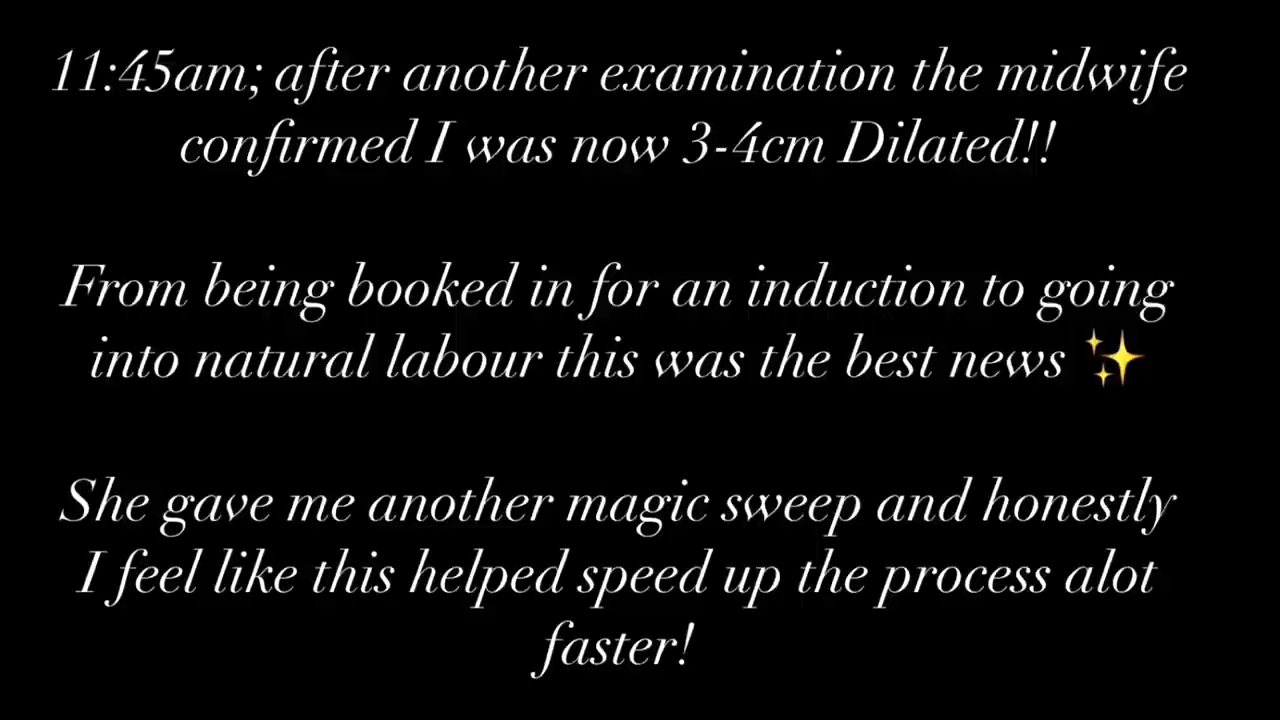 11:45am; after another examination the midwife
confirmed I was now 3-4cm Dilated!!
From being booked in for an induction to going
into natural labour this was the best news ✨
She gave me another magic sweep and honestly
I feel like this helped speed up the process alot
faster!